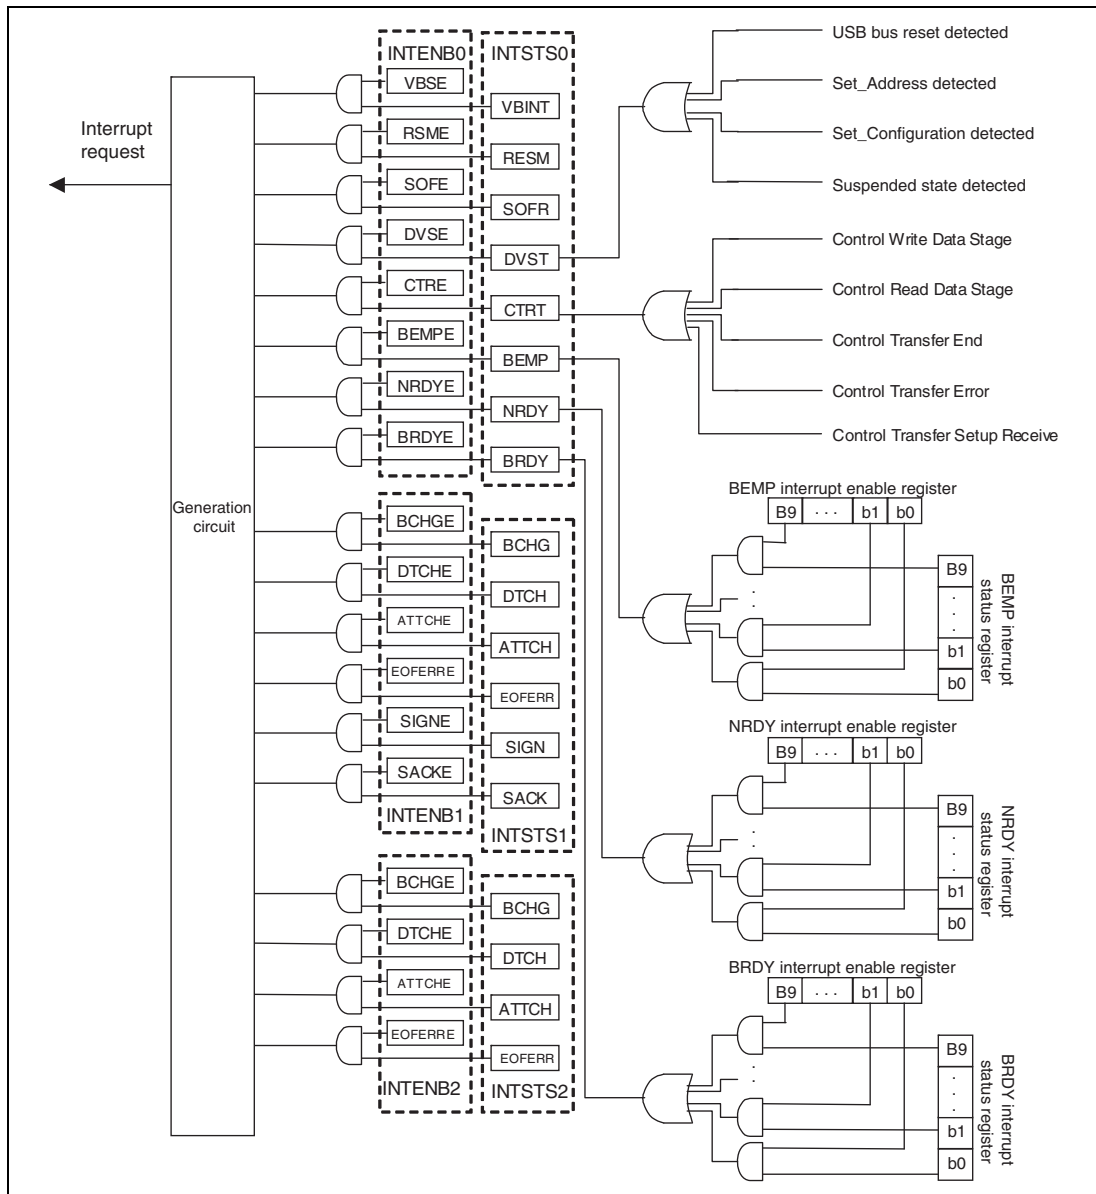 Interrupt
request
Generation
circuit
INTENB0
VBSE
RSME
SOFE
DVSE
CTRE
BEMPE
NRDYE
BRDYE
INTSTS0
VBINT
RESM
SOFR
DVST
CTRT
BEMP
NRDY
BRDY
BCHGE
DTCHE
ATTCHE
EOFERRE
SIGNE
SACKE
INTENB1
BCHG
DTCH
ATTCH
EOFERR
SIGN
SACK
INTSTS1
BCHGE
DTCHE
ATTCHE
EOFERRE
INTENB2
BCHG
DTCH
ATTCH
EOFERR
INTSTS2
USB bus reset detected
Set_Address detected
Set_Configuration detected
Suspended state detected
Control Write Data Stage
Control Read Data Stage
Control Transfer End
Control Transfer Error
Control Transfer Setup Receive
BEMP interrupt enable register
B9 . . . b1 b0
B9
.
.
.
b1
b0
BEMP interrupt
status register
NRDY interrupt enable register
B9 . . . b1 b0
B9
.
.
.
b1
b0
NRDY interrupt
status register
BRDY interrupt enable register
B9 . . . b1 b0
B9
.
.
.
b1
b0
BRDY interrupt
status register